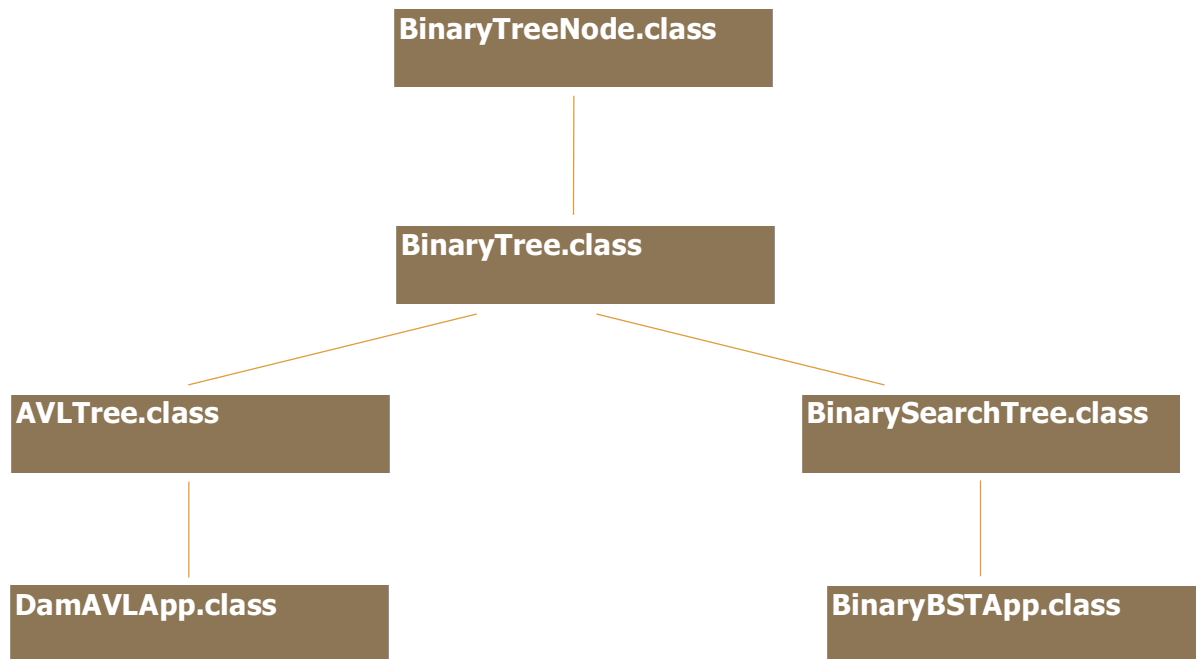 BinaryTreeNode.class
BinaryTree.class
AVLTree.class
BinarySearchTree.class
DamAVLApp.class
BinaryBSTApp.class